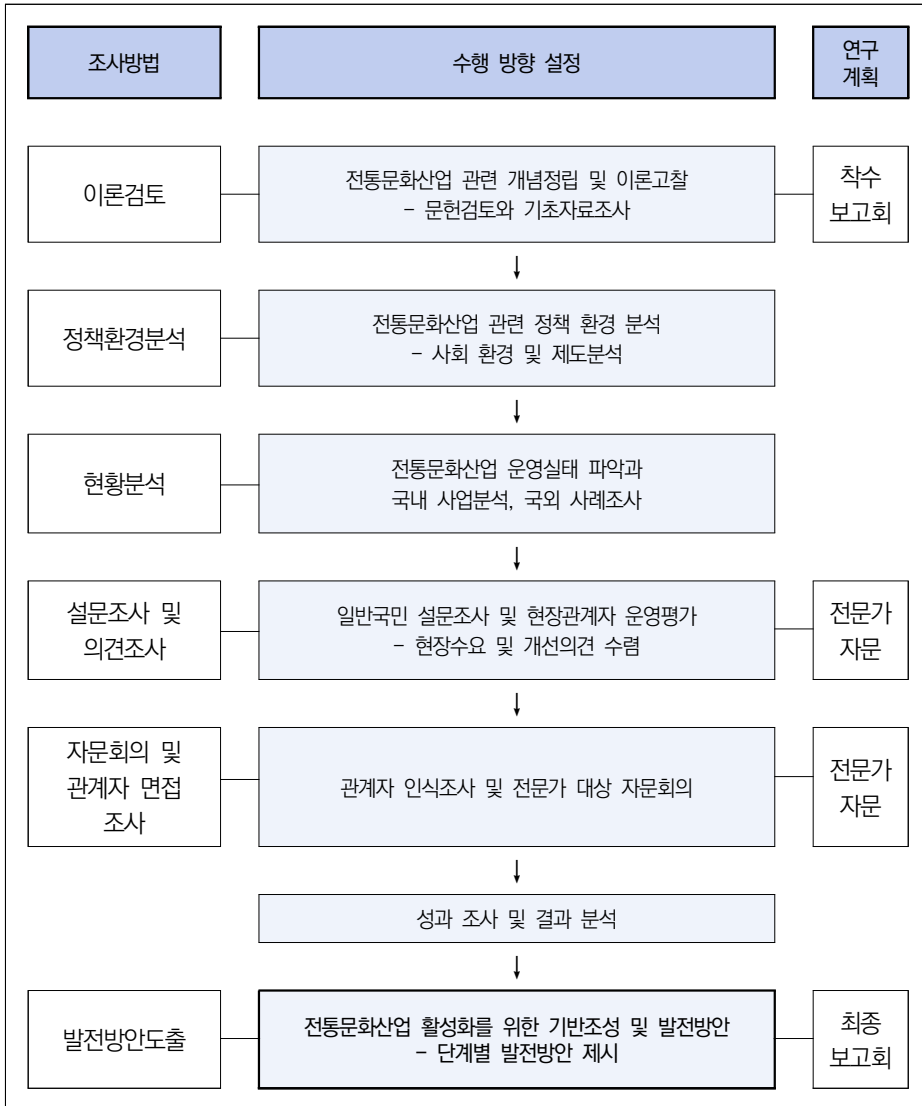 조사방법
수행 방향 설정
연구
계획
이론검토
전통문화산업 관련 개념정립 및 이론고찰
– 문헌검토와 기초자료조사
착수
보고회
↓
정책환경분석
전통문화산업 관련 정책 환경 분석
– 사회 환경 및 제도분석
↓
현황분석
전통문화산업 운영실태 파악과
국내 사업분석, 국외 사례조사
↓
설문조사 및
의견조사
일반국민 설문조사 및 현장관계자 운영평가
– 현장수요 및 개선의견 수렴
전문가
자문
↓
자문회의 및
관계자 면접
조사
관계자 인식조사 및 전문가 대상 자문회의
전문가
자문
↓
성과 조사 및 결과 분석
↓
발전방안도출
전통문화산업 활성화를 위한 기반조성 및 발전방안
– 단계별 발전방안 제시
최종
보고회